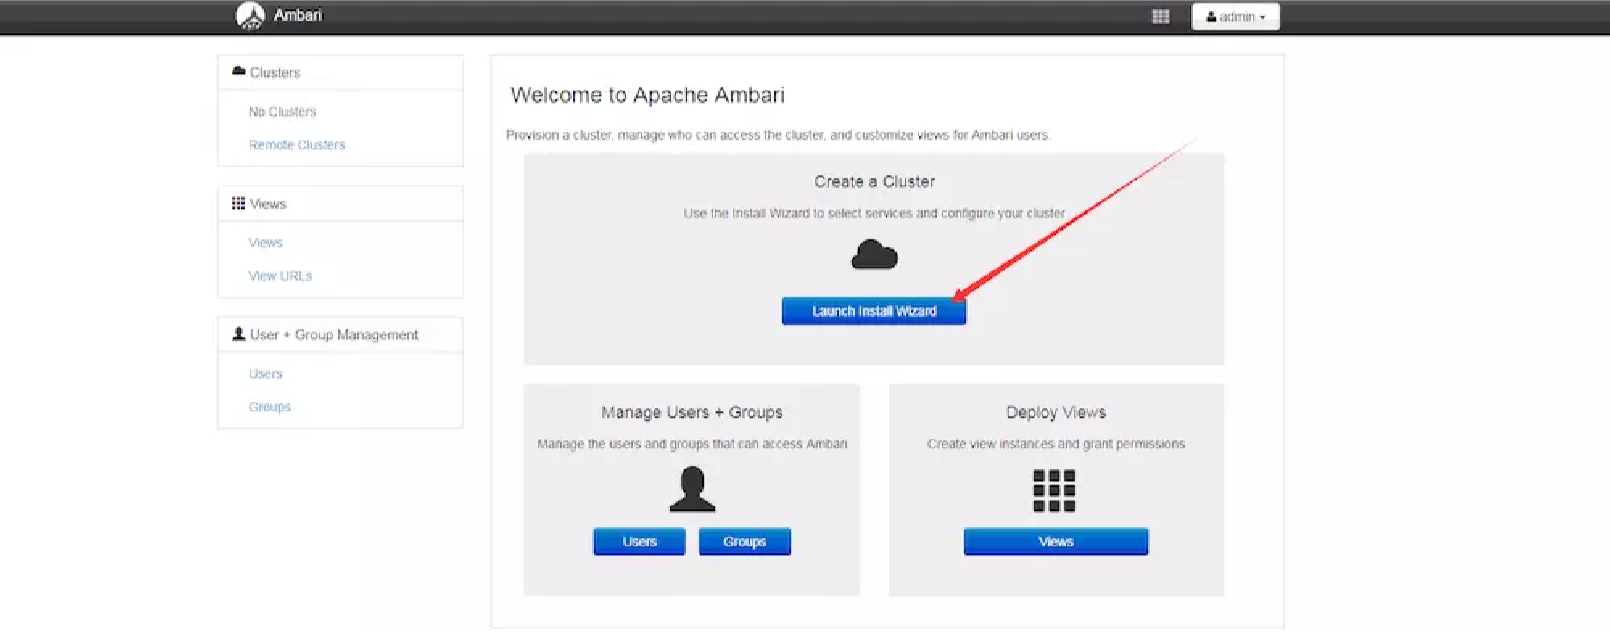 Ambari
admin
Clusters
No Clusters
Remote Clusters
Views
Views
View URLs
User + Group Management
Users
Groups
Welcome to Apache Ambari
Provision a cluster, manage who can access the cluster, and customize views for Ambari users.
Create a Cluster
Use the Install Wizard to select services and configure your cluster
Launch Install Wizard
Manage Users + Groups
Manage the users and groups that can access Ambari
Users Groups
Deploy Views
Create view instances and grant permissions
Views